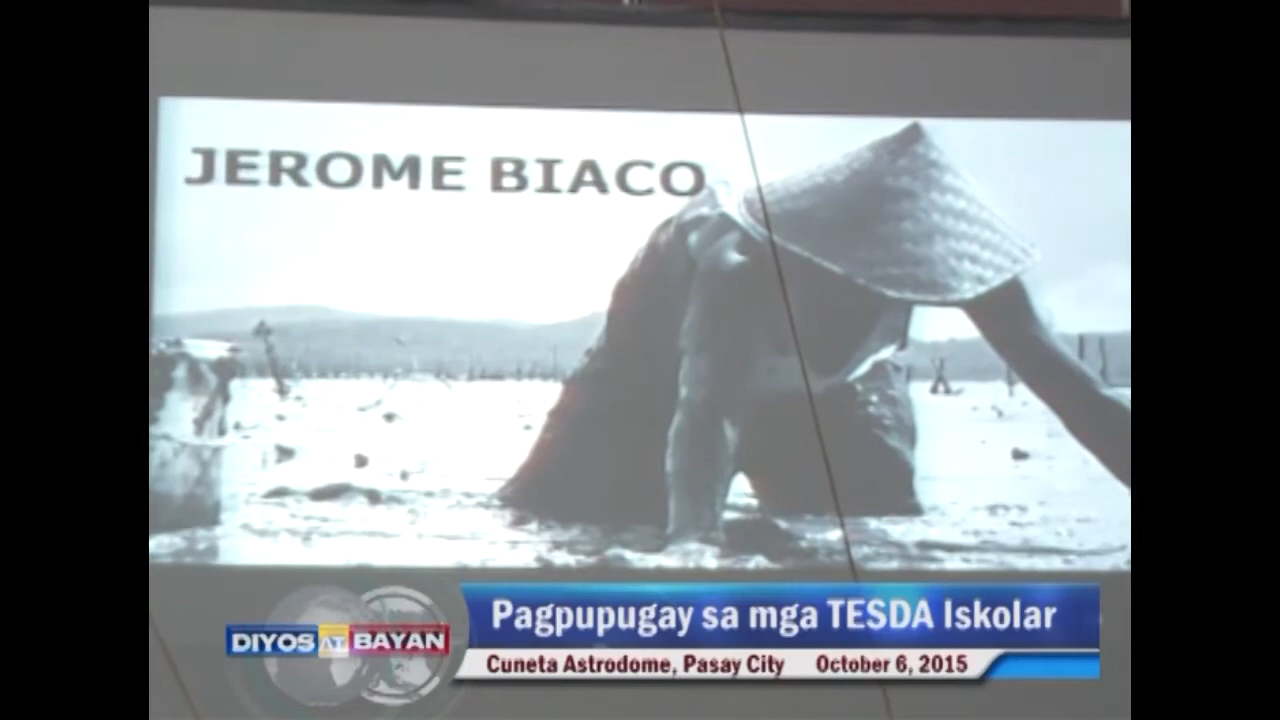 JEROME BIACO
Pagpupugay sa mga TESDA Iskolar
DIYOS AT BAYAN
Cuneta Astrodome, Pasay City October 6, 2015